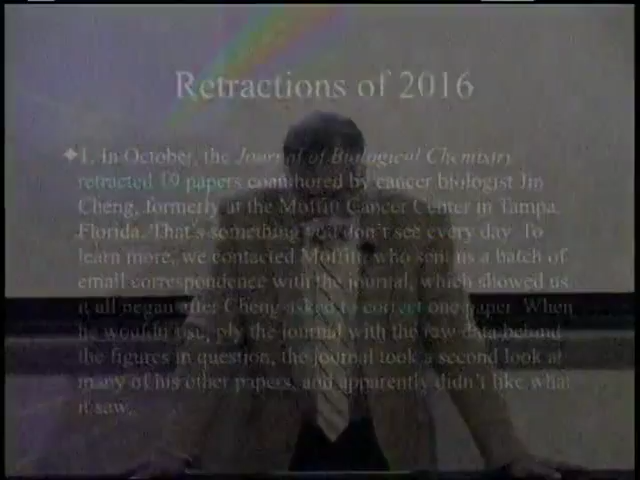 Retractions of 2016
1. In October, the Journal of Biological Chemistry
retracted 19 papers coauthored by cancer biologist Jin
Cheng, formerly at the Moffitt Cancer Center in Tampa,
Florida. That's something you don't see every day. To
learn more, we contacted Moffitt, who sent us a batch of
email correspondence with the journal, which showed us
it all began after Cheng asked to correct one paper. When
he wouldn't supply the journal with the raw data behind
the figures in question, the journal took a second look at
many of his other papers, and apparently didn't like what
it saw.